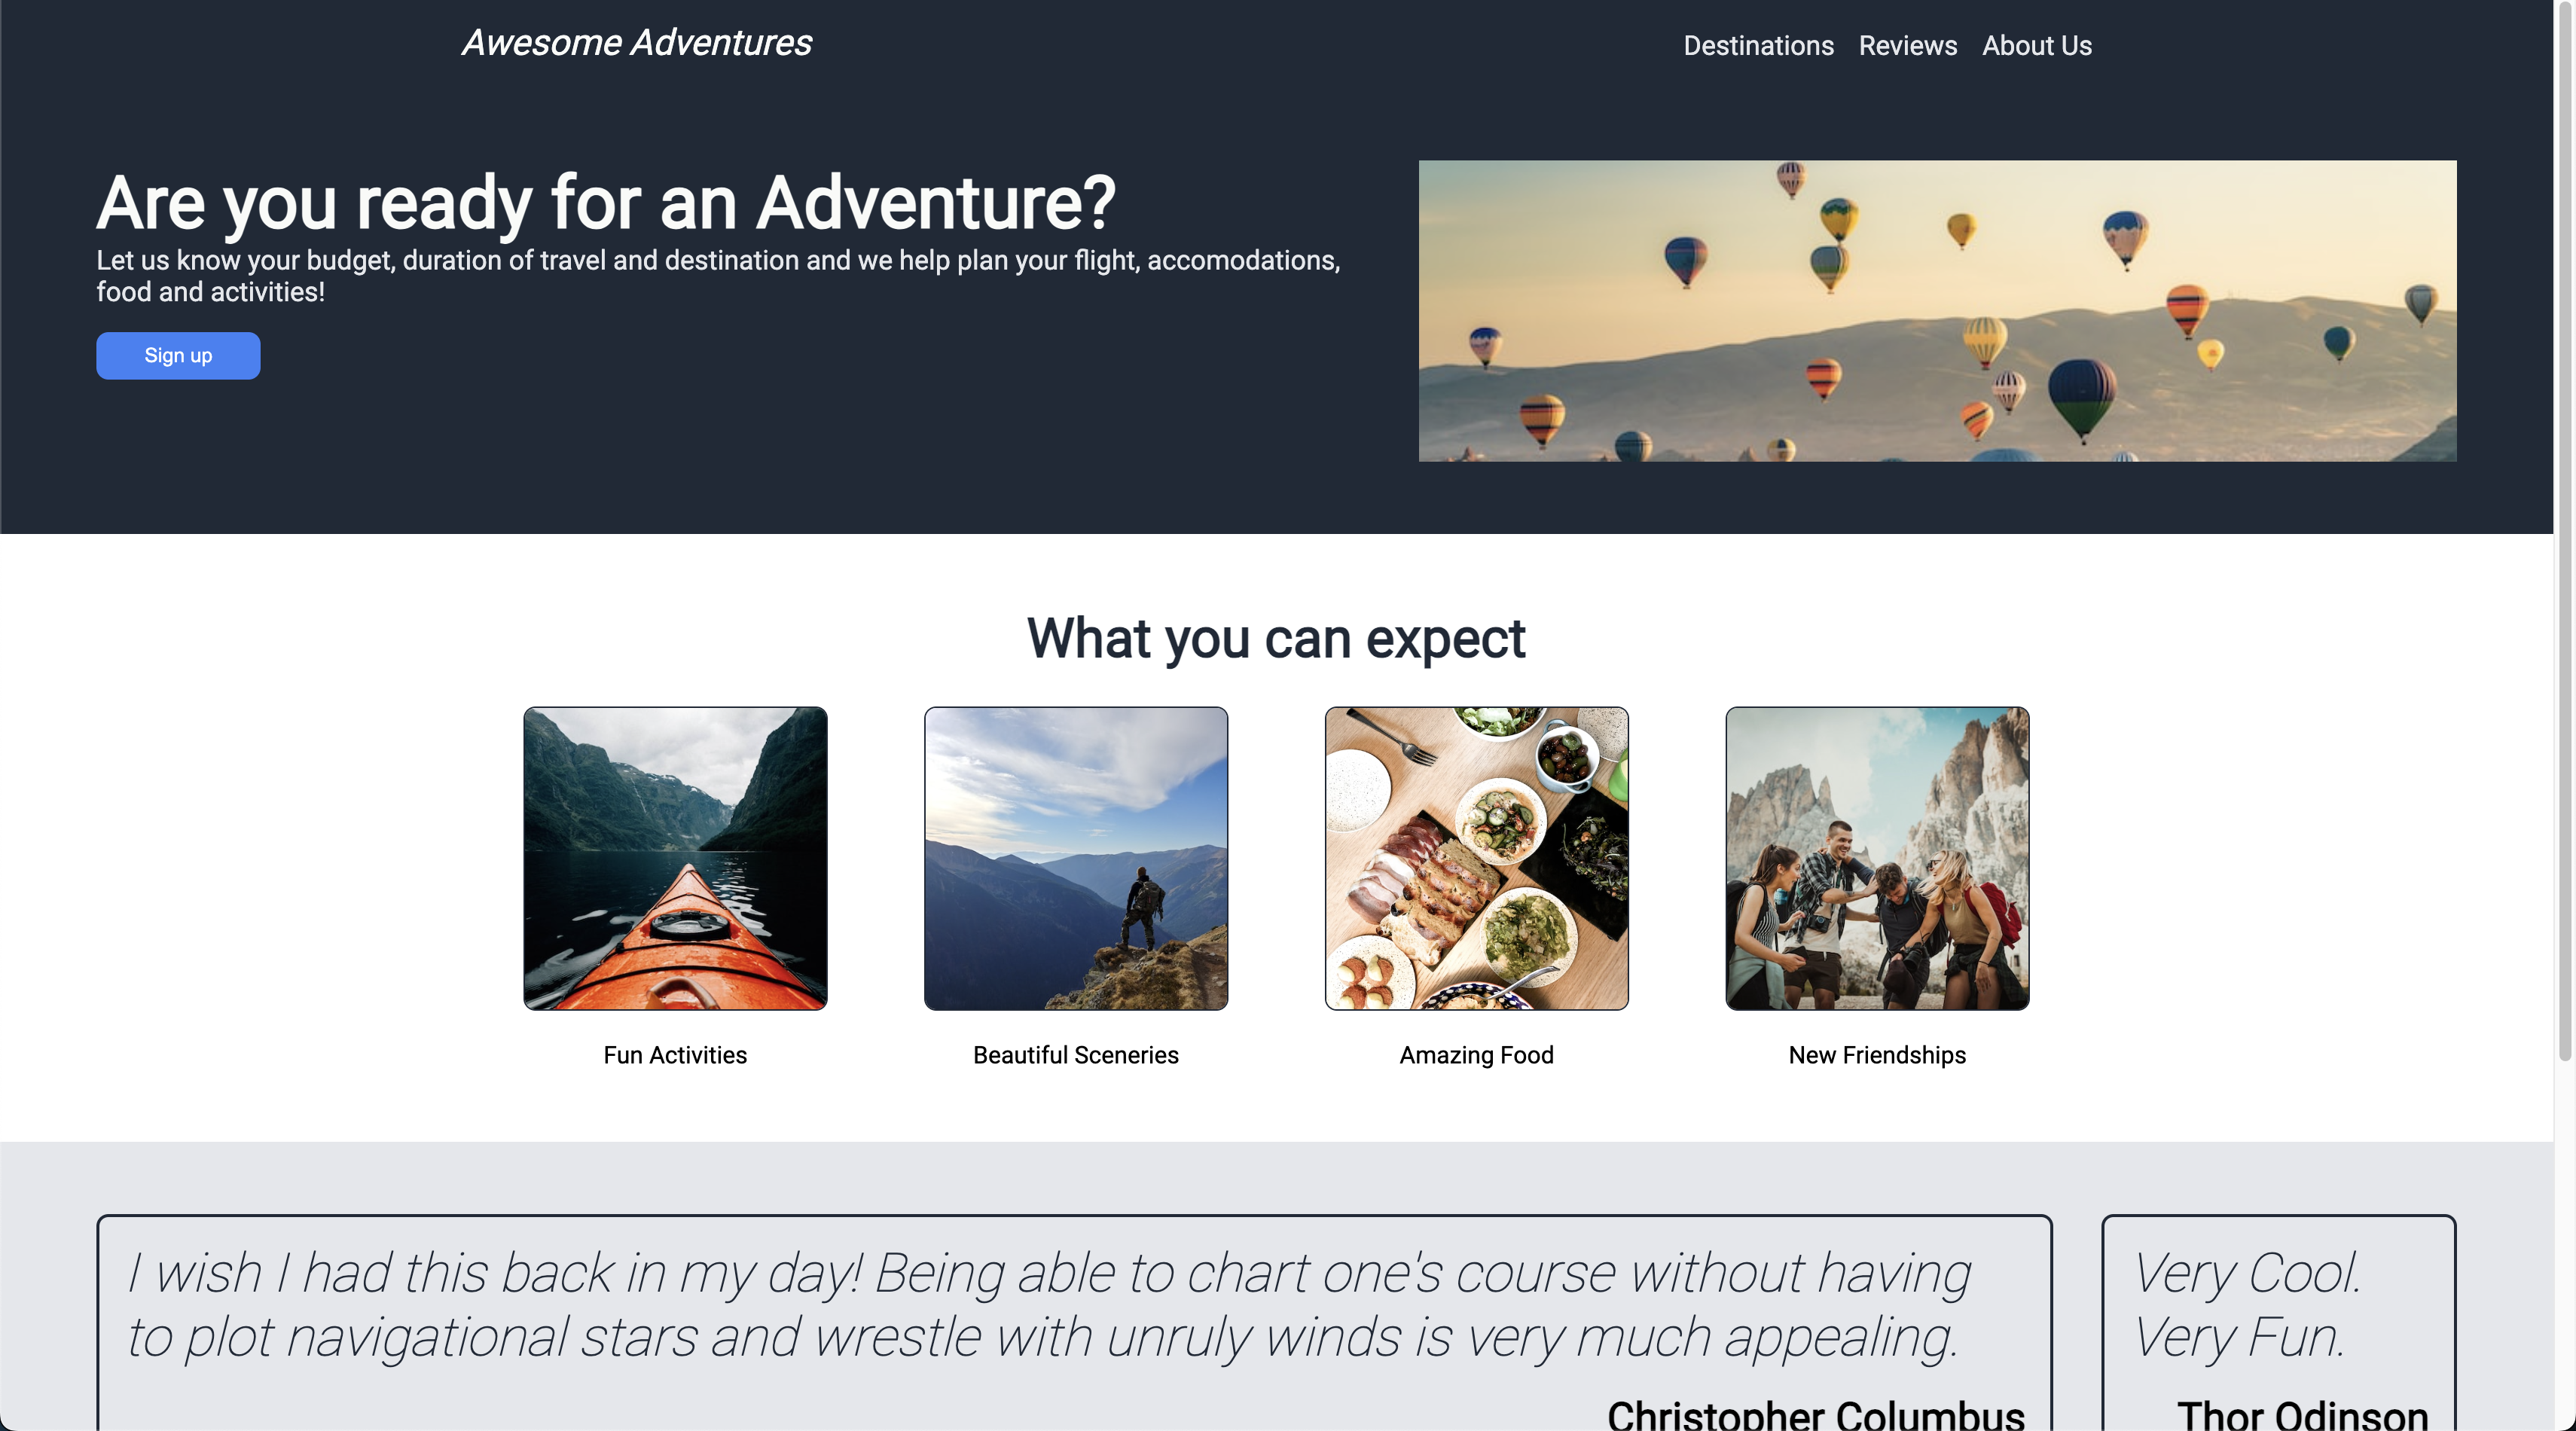 Awesome Adventures
Destinations Reviews About Us
Are you ready for an Adventure?
Let us know your budget, duration of travel and destination and we help plan your flight, accomodations,
food and activities!
Sign up
What you can expect
Fun Activities
Beautiful Sceneries
Amazing Food
New Friendships
I wish I had this back in my day! Being able to chart one's course without having
to plot navigational stars and wrestle with unruly winds is very much appealing.
Christopher Columbus
Very Cool.
Very Fun.
Thor Odinson